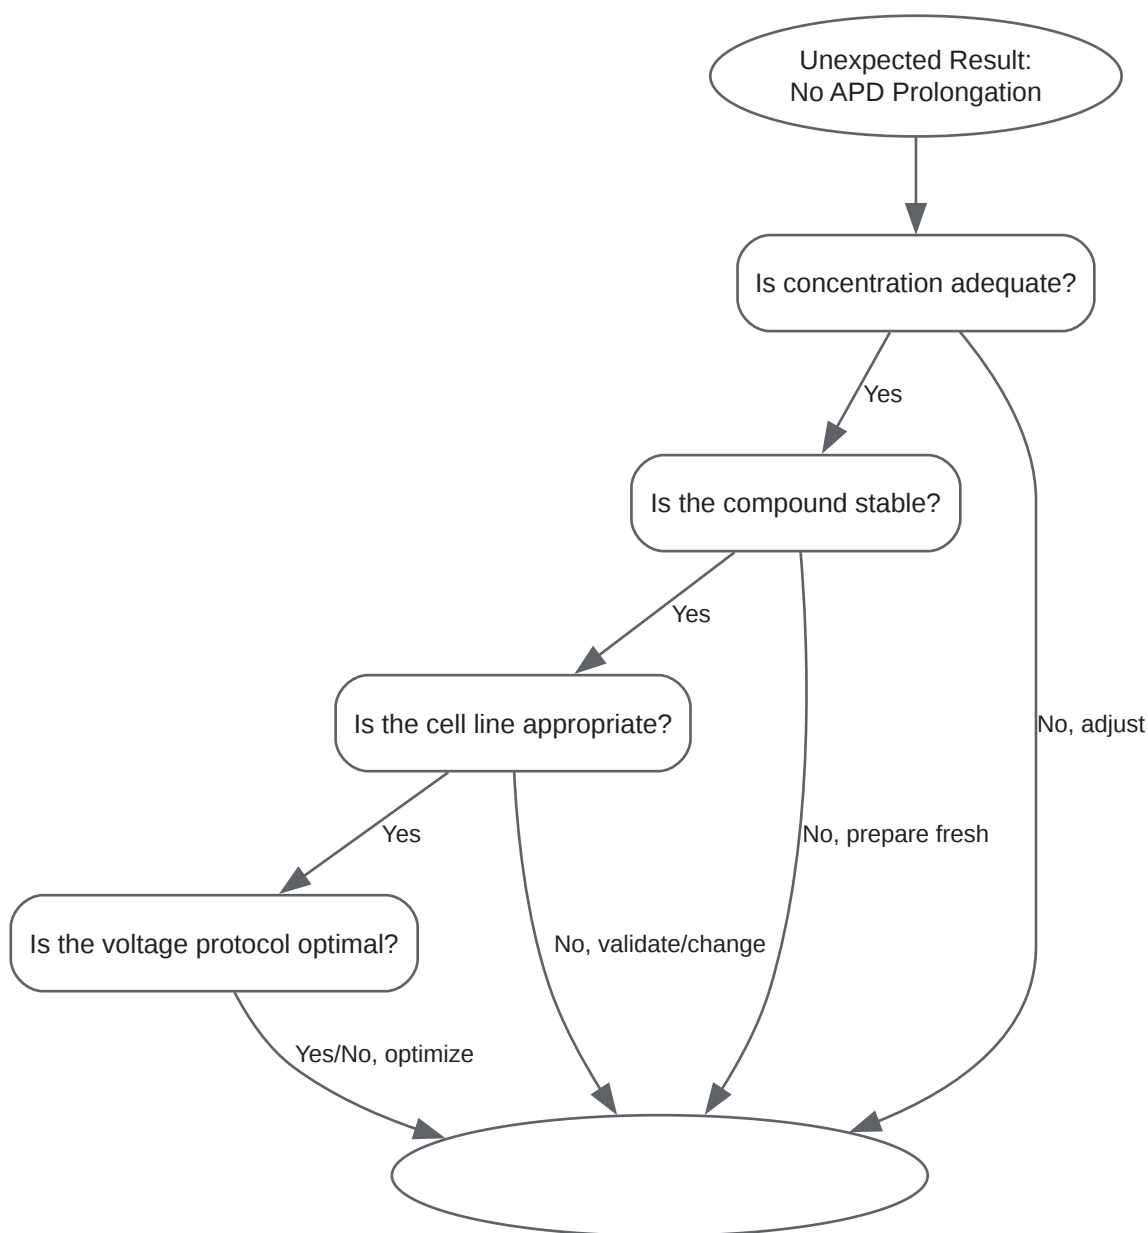 Unexpected Result:
No APD Prolongation
Is concentration adequate?
Yes
Is the compound stable?
Yes
Is the cell line appropriate?
No, adjust
Yes
No, prepare fresh
Is the voltage protocol optimal?
No, validate/change
Yes/No, optimize